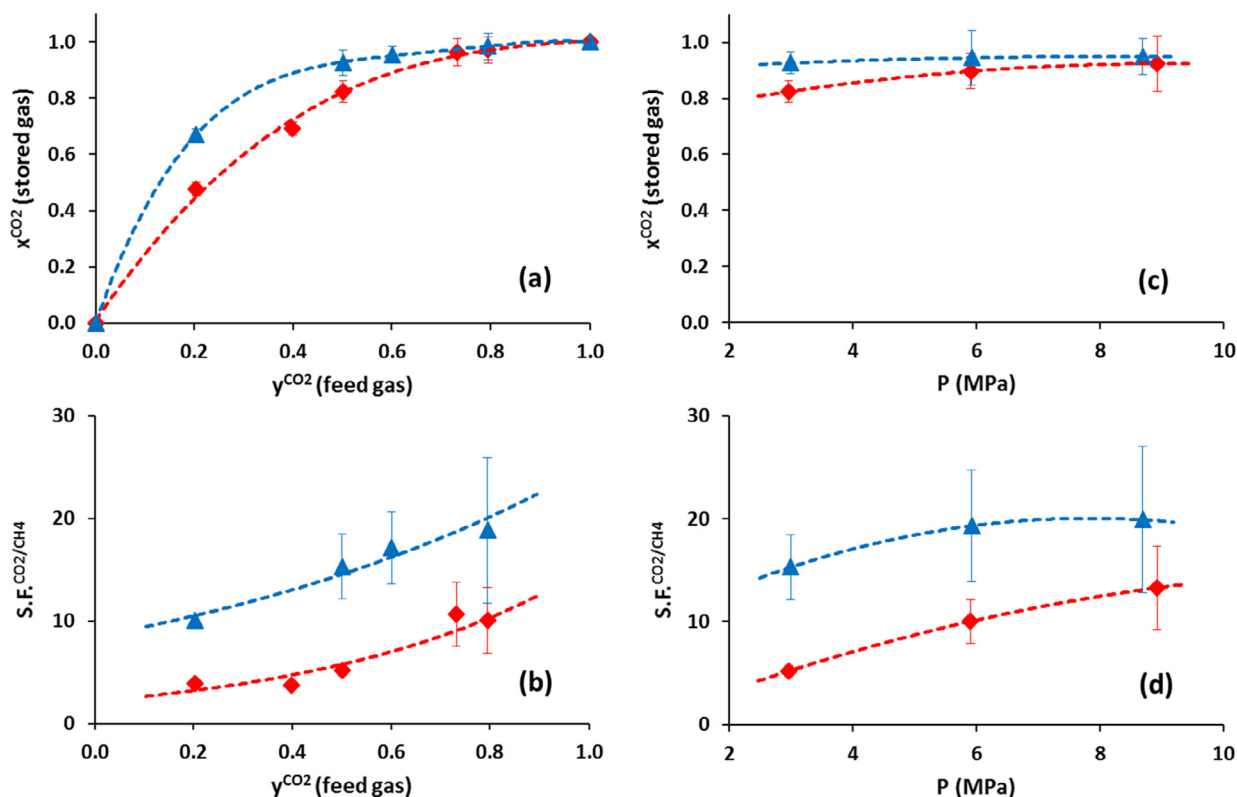 1.0
0.8
0.6
0.4
0.2
0.0
x^CO2 (stored gas)
(a)
0.0 0.2 0.4 0.6 0.8 1.0
y^CO2 (feed gas)
1.0
0.8
0.6
0.4
0.2
0.0
x^CO2 (stored gas)
(c)
2 4 6 8 10
P (MPa)
30
20
10
0
S.F.^CO2/CH4
(b)
0.0 0.2 0.4 0.6 0.8 1.0
y^CO2 (feed gas)
30
20
10
0
S.F.^CO2/CH4
(d)
2 4 6 8 10
P (MPa)